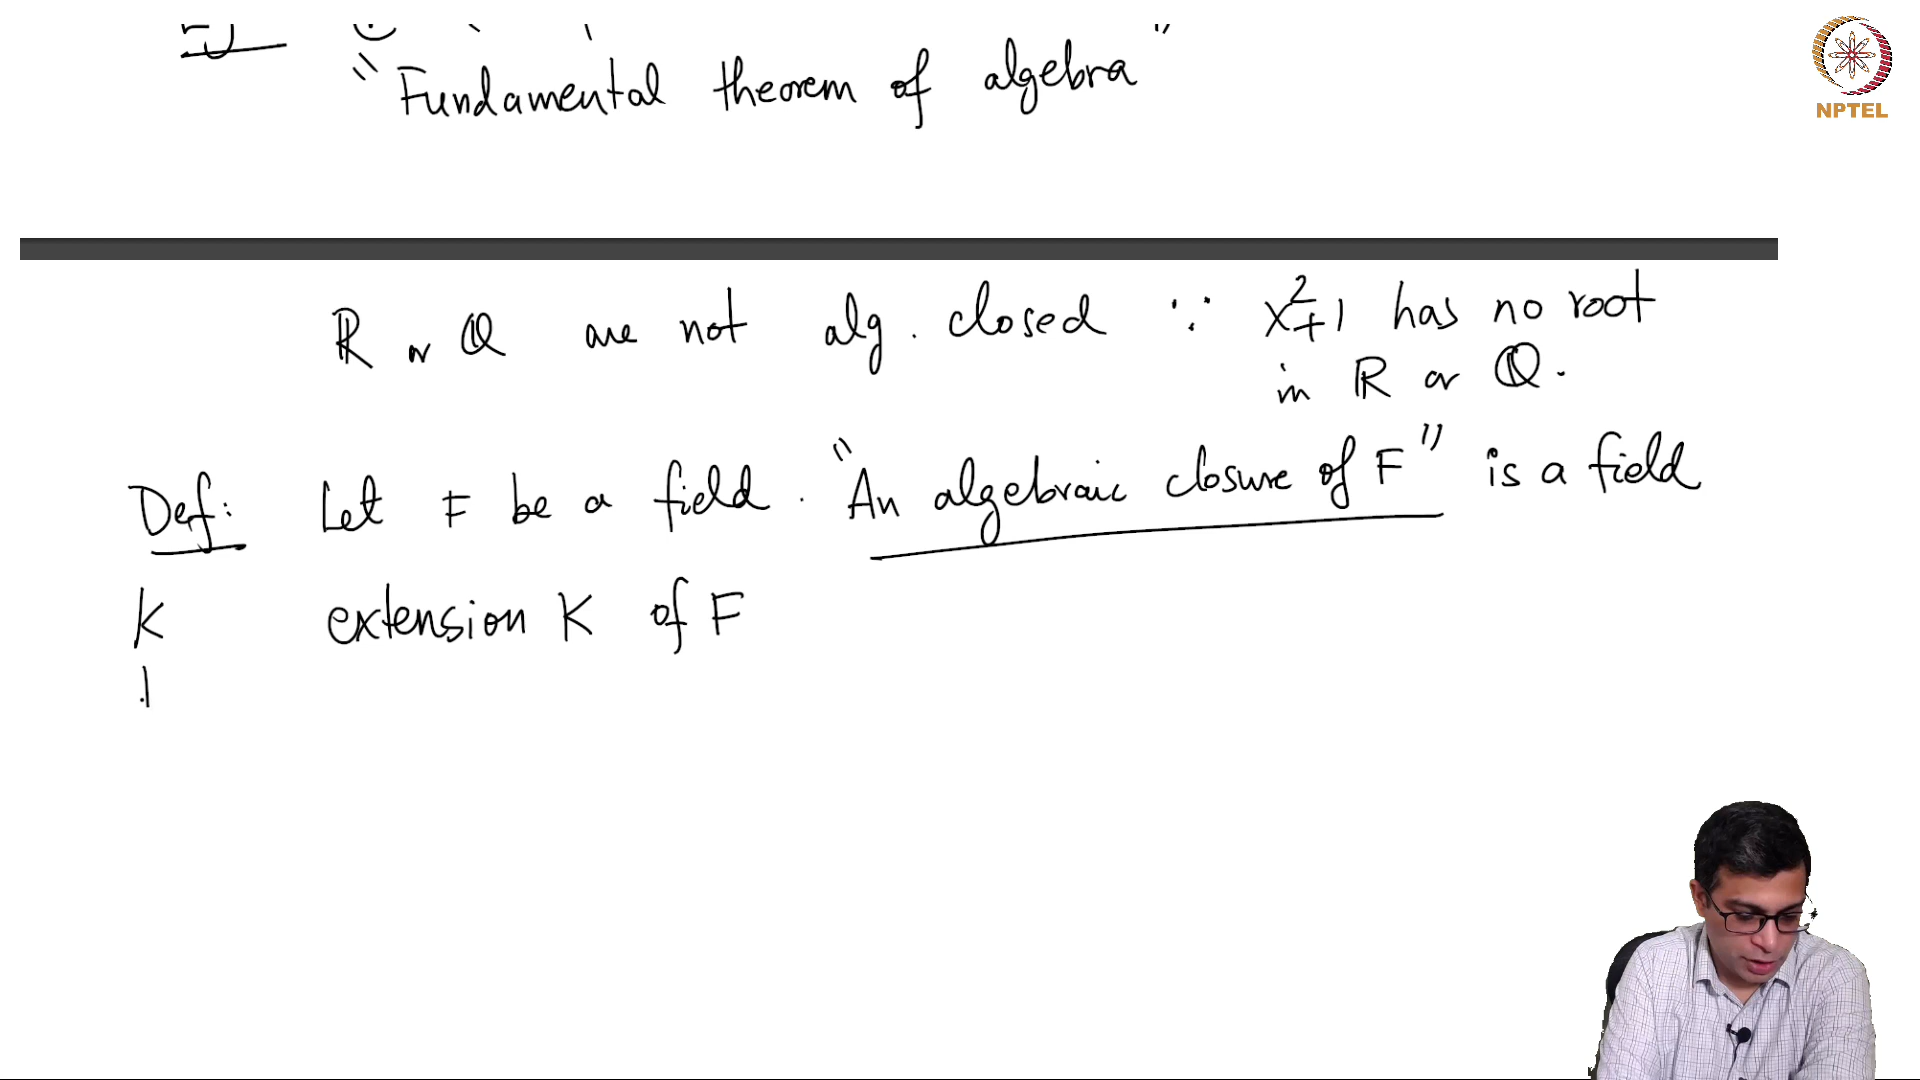 "Fundamental theorem of algebra"
NPTEL
ℝ or ℚ are not alg. closed ∵ x²+1 has no root
in ℝ or ℚ.
Def: Let F be a field. "An algebraic closure of F" is a field
K extension K of F